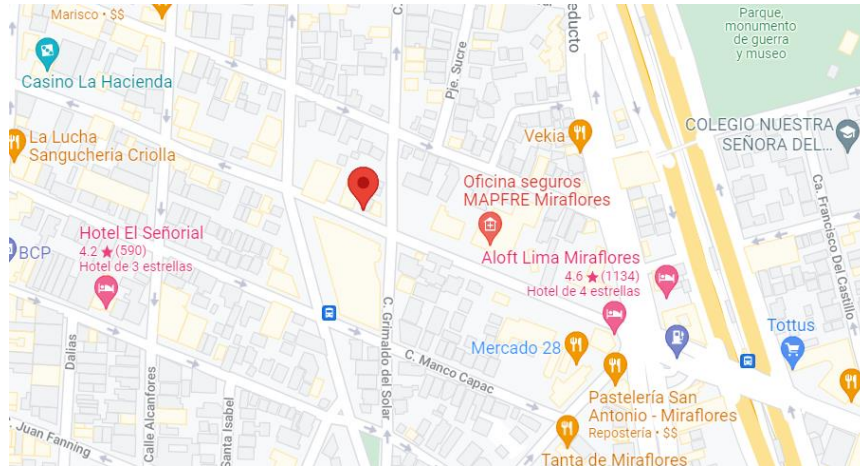 Marisco • $$
Casino La Hacienda
La Lucha
Sangucheria Criolla
Hotel El Señorial
4.2 ★ (590)
Hotel de 3 estrellas
BCP
Dalias
Calle Alcanfores
Santa Isabel
Juan Fanning
C. Grimaldo del Solar
C. Manco Capac
C.
Pje. Sucre
educto
Vekia
Oficina seguros
MAPFRE Miraflores
Aloft Lima Miraflores
4.6 ★ (1134)
Hotel de 4 estrellas
Mercado 28
Pastelería San
Antonio - Miraflores
Repostería • $$
Tanta de Miraflores
Tottus
Parque,
monumento
de guerra
y museo
COLEGIO NUESTRA
SEÑORA DEL...
Ca. Francisco Del Castillo